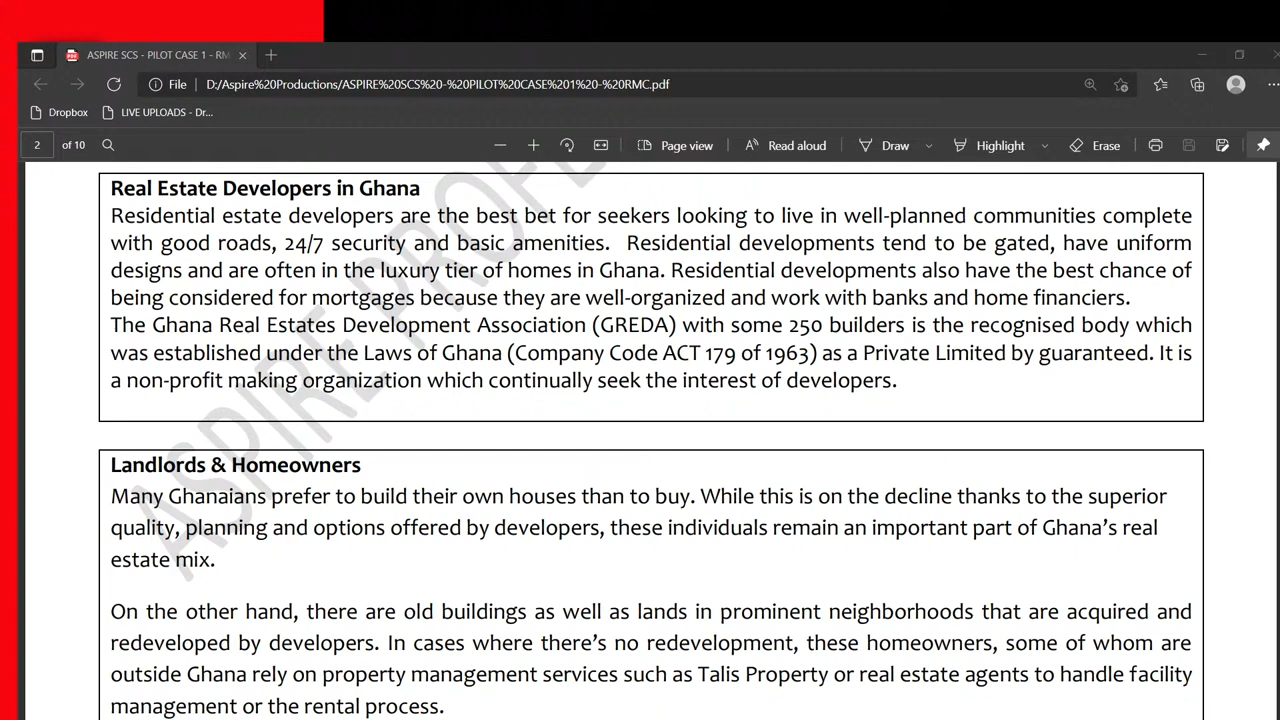 ASPIRE SCS - PILOT CASE 1 - RM
File D:/Aspire%20Productions/ASPIRE%20SCS%20-%20PILOT%20CASE%201%20-%20RMC.pdf
Dropbox LIVE UPLOADS - Dr...
2 of 10 Page view Read aloud Draw Highlight Erase
Real Estate Developers in Ghana
Residential estate developers are the best bet for seekers looking to live in well-planned communities complete
with good roads, 24/7 security and basic amenities. Residential developments tend to be gated, have uniform
designs and are often in the luxury tier of homes in Ghana. Residential developments also have the best chance of
being considered for mortgages because they are well-organized and work with banks and home financiers.
The Ghana Real Estates Development Association (GREDA) with some 250 builders is the recognised body which
was established under the Laws of Ghana (Company Code ACT 179 of 1963) as a Private Limited by guaranteed. It is
a non-profit making organization which continually seek the interest of developers.
Landlords & Homeowners
Many Ghanaians prefer to build their own houses than to buy. While this is on the decline thanks to the superior
quality, planning and options offered by developers, these individuals remain an important part of Ghana's real
estate mix.
On the other hand, there are old buildings as well as lands in prominent neighborhoods that are acquired and
redeveloped by developers. In cases where there's no redevelopment, these homeowners, some of whom are
outside Ghana rely on property management services such as Talis Property or real estate agents to handle facility
management or the rental process.
ASPIRE PROFE